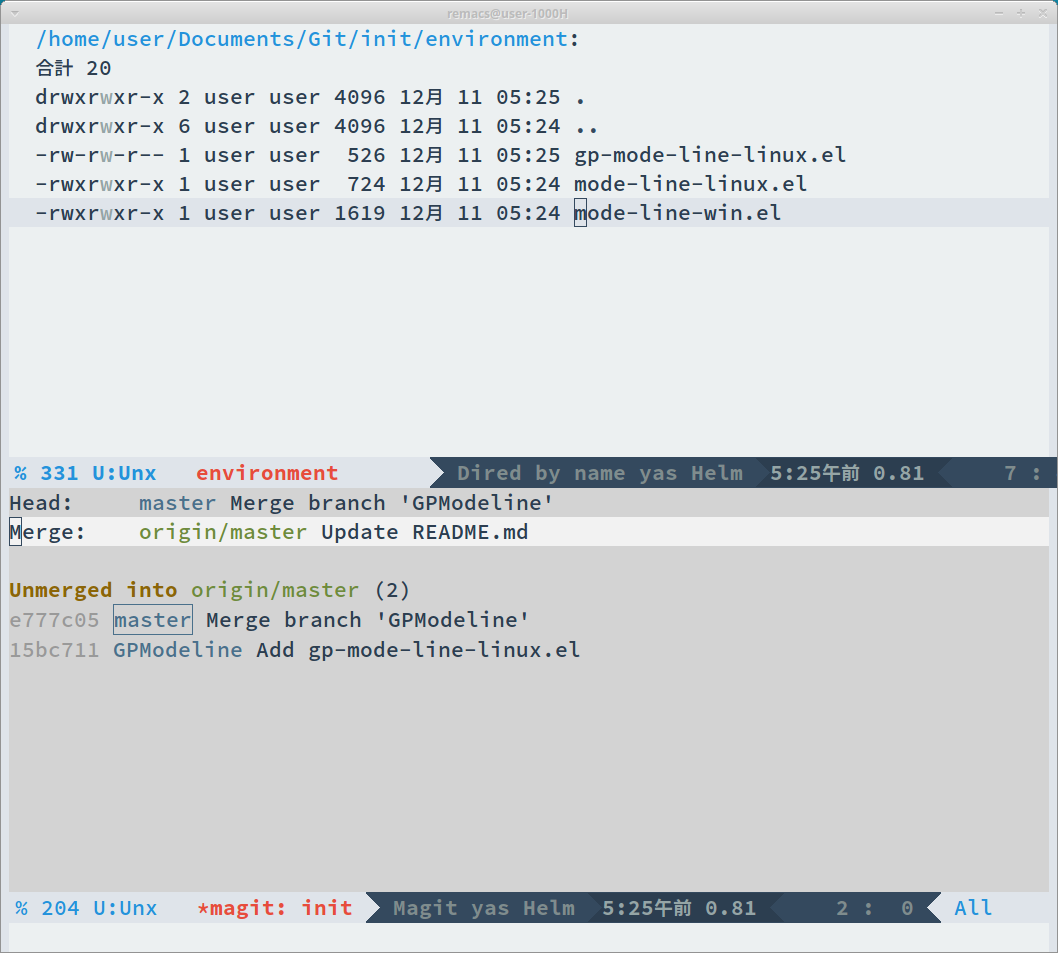 remacs@user-1000H
/home/user/Documents/Git/init/environment:
合計 20
drwxrwxr-x 2 user user 4096 12月 11 05:25 .
drwxrwxr-x 6 user user 4096 12月 11 05:24 ..
-rw-rw-r-- 1 user user  526 12月 11 05:25 gp-mode-line-linux.el
-rwxrwxr-x 1 user user  724 12月 11 05:24 mode-line-linux.el
-rwxrwxr-x 1 user user 1619 12月 11 05:24 mode-line-win.el
% 331 U:Unx   environment   Dired by name yas Helm   5:25午前 0.81   7 :
Head:     master Merge branch 'GPModeline'
Merge:    origin/master Update README.md
Unmerged into origin/master (2)
e777c05 master Merge branch 'GPModeline'
15bc711 GPModeline Add gp-mode-line-linux.el
% 204 U:Unx   *magit: init   Magit yas Helm   5:25午前 0.81   2 :  0   All